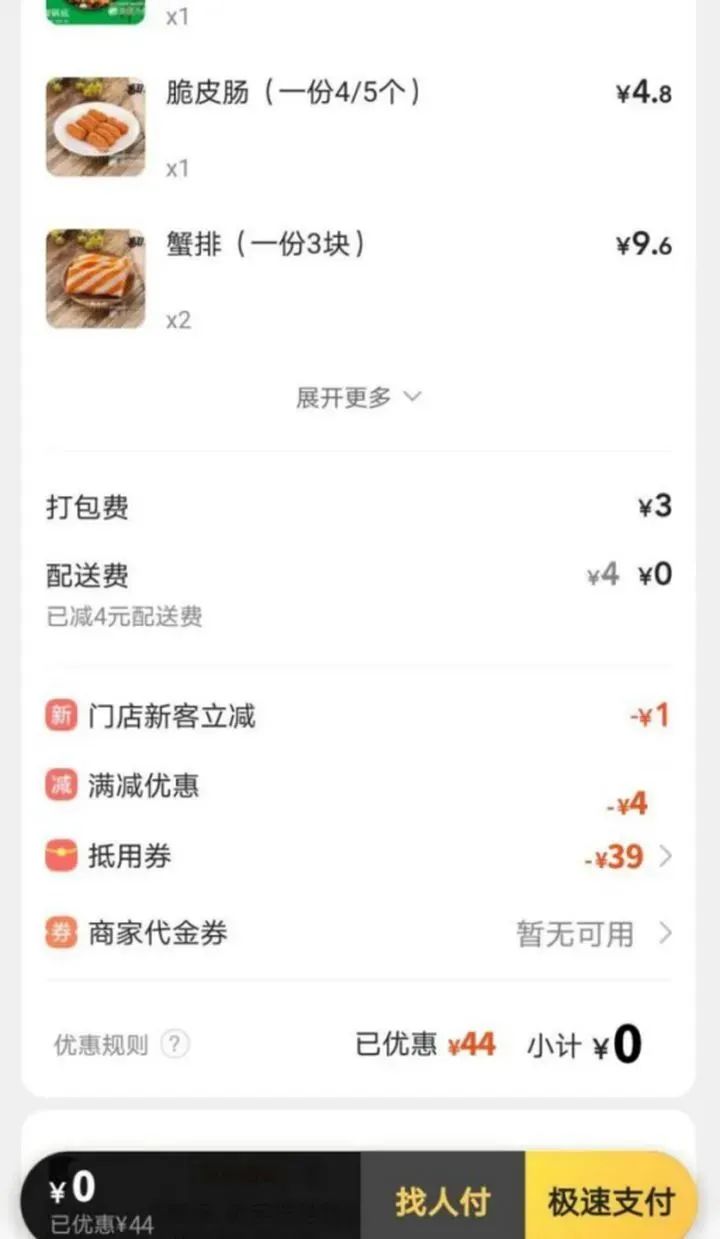 x1
脆皮肠（一份4/5个）
¥4.8
x1
蟹排（一份3块）
¥9.6
x2
展开更多
打包费
¥3
配送费
¥4 ¥0
已减4元配送费
新 门店新客立减
-¥1
减 满减优惠
-¥4
抵用券
-¥39
券 商家代金券
暂无可用
优惠规则 ?
已优惠 ¥44 小计 ¥0
¥0
已优惠¥44
找人付
极速支付